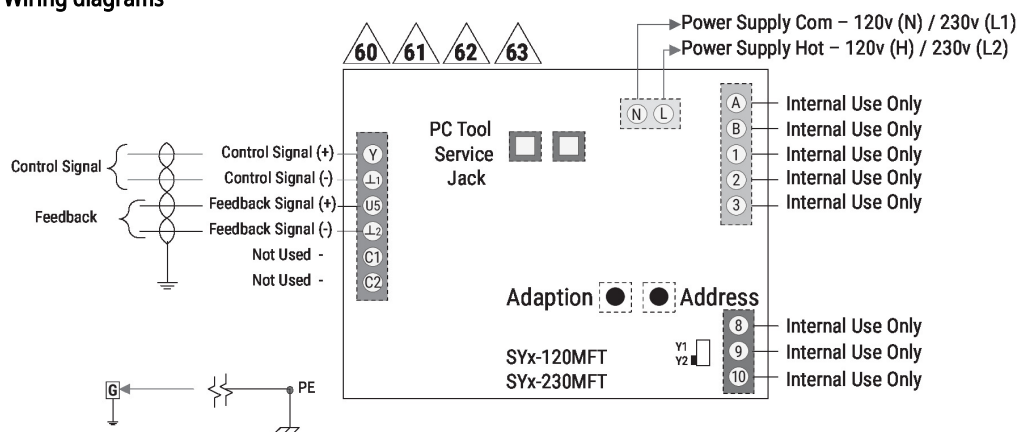 Wiring diagrams
Power Supply Com – 120v (N) / 230v (L1)
Power Supply Hot – 120v (H) / 230v (L2)
60 61 62 63
N L
PC Tool
Service
Jack
Control Signal
Feedback
Control Signal (+) Y
Control Signal (-) ⊥1
Feedback Signal (+) U5
Feedback Signal (-) ⊥2
Not Used - C1
Not Used - C2
A Internal Use Only
B Internal Use Only
1 Internal Use Only
2 Internal Use Only
3 Internal Use Only
Adaption Address
8 Internal Use Only
9 Internal Use Only
10 Internal Use Only
Y1
Y2
SYx-120MFT
SYx-230MFT
G PE